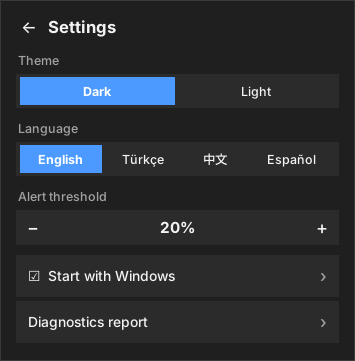 ← Settings
Theme
Dark Light
Language
English Türkçe 中文 Español
Alert threshold
− 20% +
☑ Start with Windows ›
Diagnostics report ›